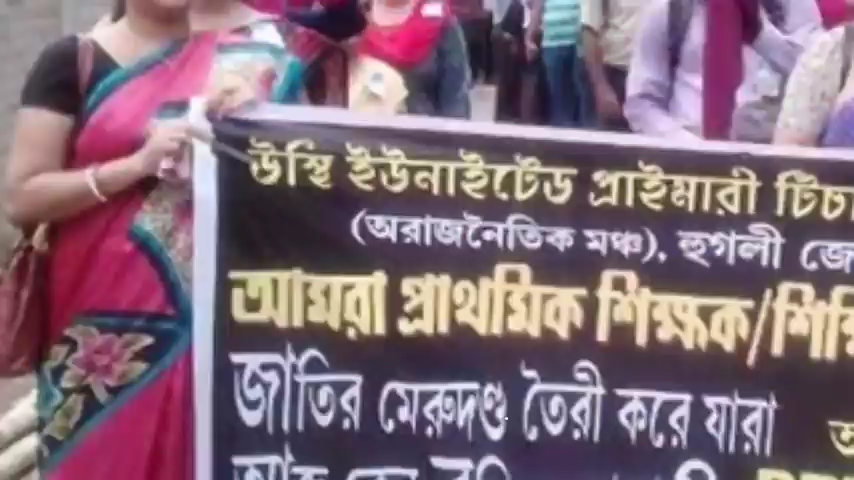 উস্থি ইউনাইটেড প্রাইমারী টিচা
(অরাজনৈতিক মঞ্চ), হুগলী জে
আমরা প্রাথমিক শিক্ষক/শিক্ষি
জাতির মেরুদণ্ড তৈরী করে যারা